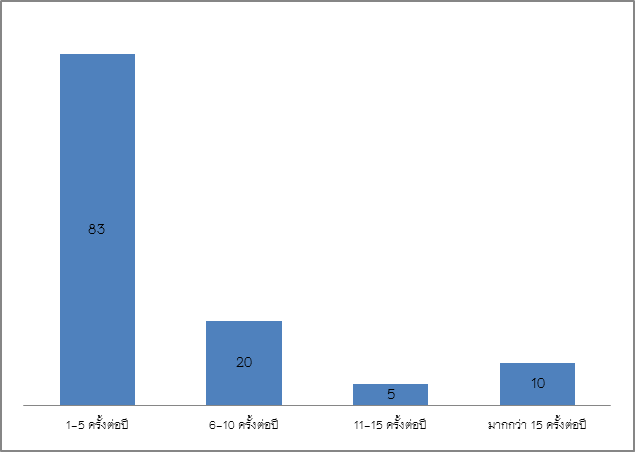 83
20
5
10
1-5 ครั้งต่อปี
6-10 ครั้งต่อปี
11-15 ครั้งต่อปี
มากกว่า 15 ครั้งต่อปี